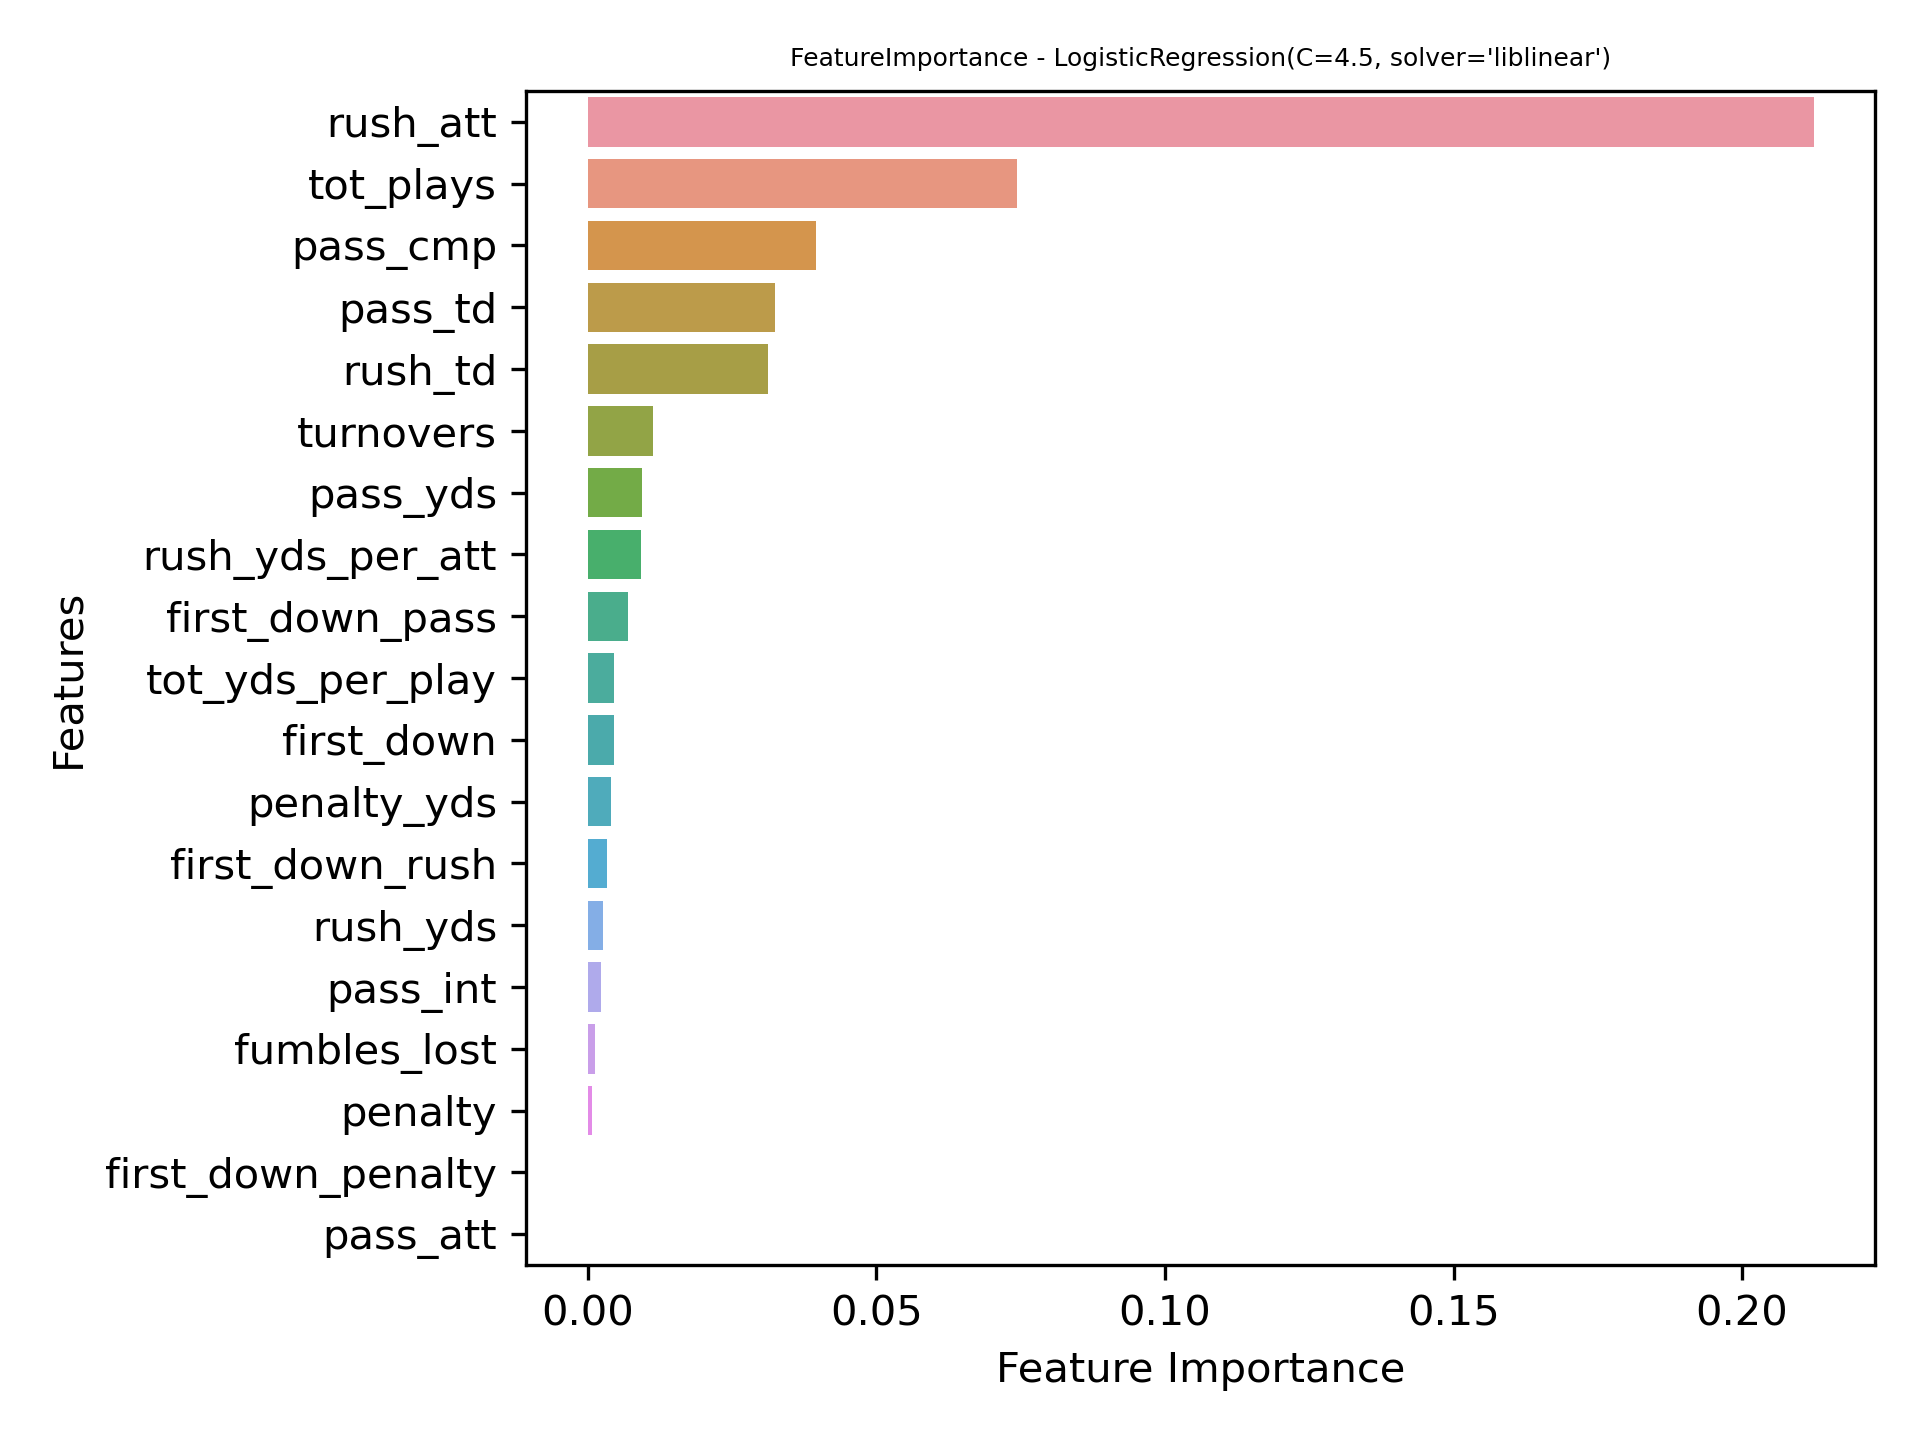 FeatureImportance - LogisticRegression(C=4.5, solver='liblinear')
rush_att
tot_plays
pass_cmp
pass_td
rush_td
turnovers
pass_yds
rush_yds_per_att
first_down_pass
tot_yds_per_play
first_down
penalty_yds
first_down_rush
rush_yds
pass_int
fumbles_lost
penalty
first_down_penalty
pass_att
Features
0.00 0.05 0.10 0.15 0.20
Feature Importance